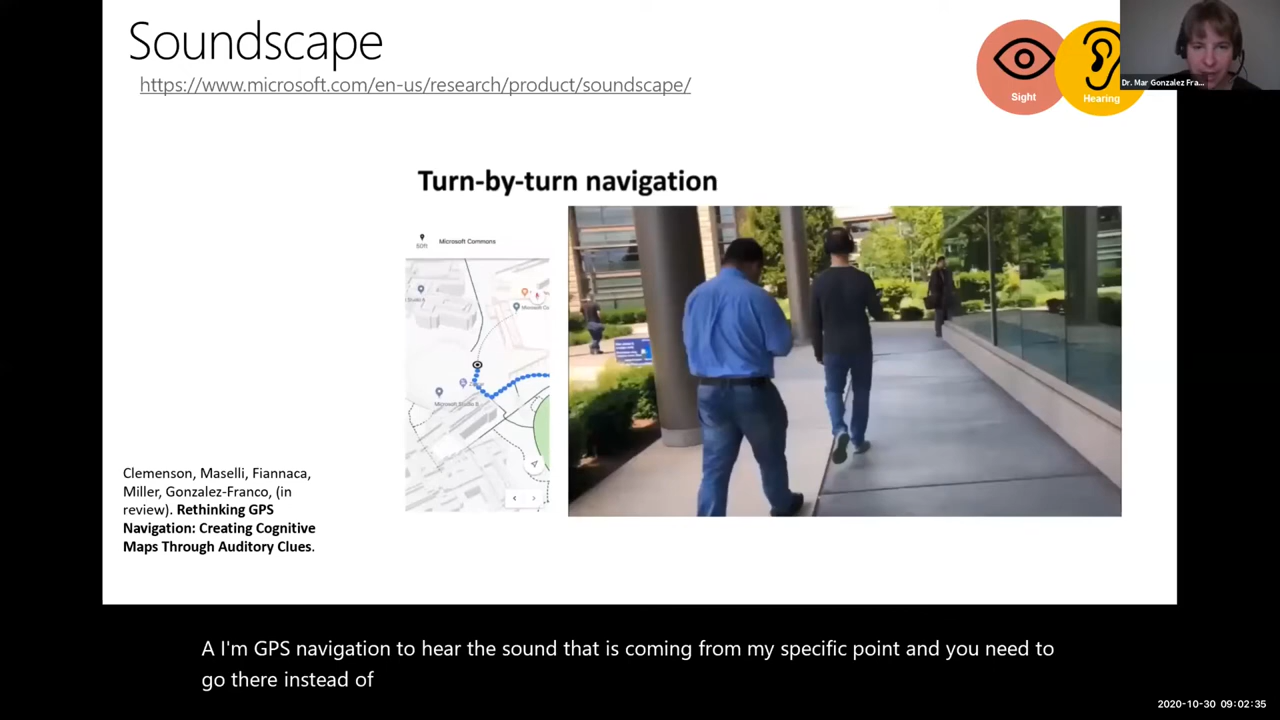 Soundscape
https://www.microsoft.com/en-us/research/product/soundscape/
Sight
Hearing
Dr. Mar Gonzalez Fra...
Turn-by-turn navigation
Microsoft Commons
Clemenson, Maselli, Fiannaca,
Miller, Gonzalez-Franco, (in
review). Rethinking GPS
Navigation: Creating Cognitive
Maps Through Auditory Clues.
A I'm GPS navigation to hear the sound that is coming from my specific point and you need to
go there instead of
2020-10-30 09:02:35